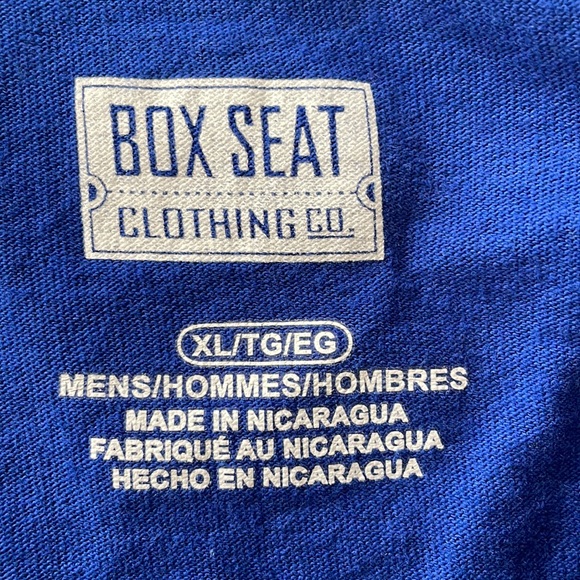 BOX SEAT
CLOTHING CO.
XL/TG/EG
MENS/HOMMES/HOMBRES
MADE IN NICARAGUA
FABRIQUÉ AU NICARAGUA
HECHO EN NICARAGUA